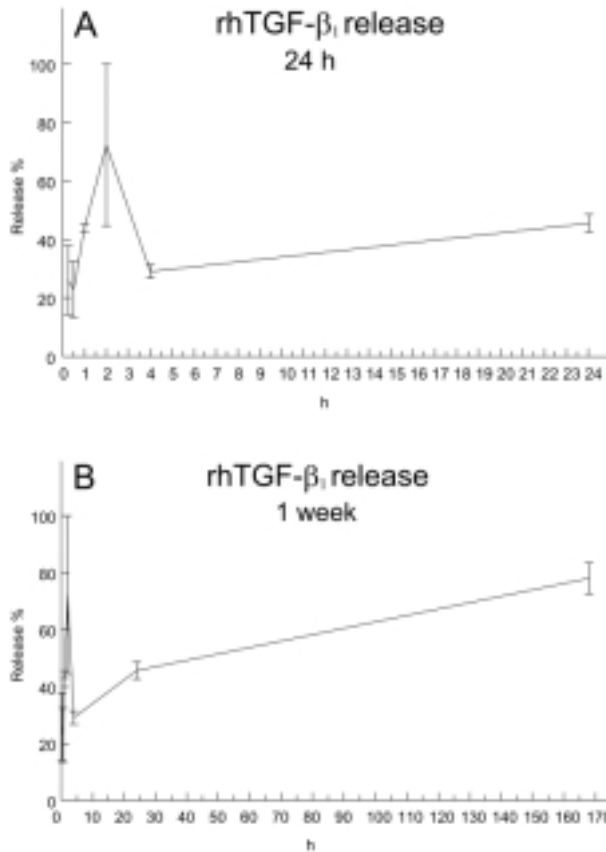 A
rhTGF-β₁ release
24 h
100
80
60
40
20
0
Release %
0 1 2 3 4 5 6 7 8 9 10 11 12 13 14 15 16 17 18 19 20 21 22 23 24
h
B
rhTGF-β₁ release
1 week
100
80
60
40
20
0
Release %
0 10 20 30 40 50 60 70 80 90 100 110 120 130 140 150 160 170
h